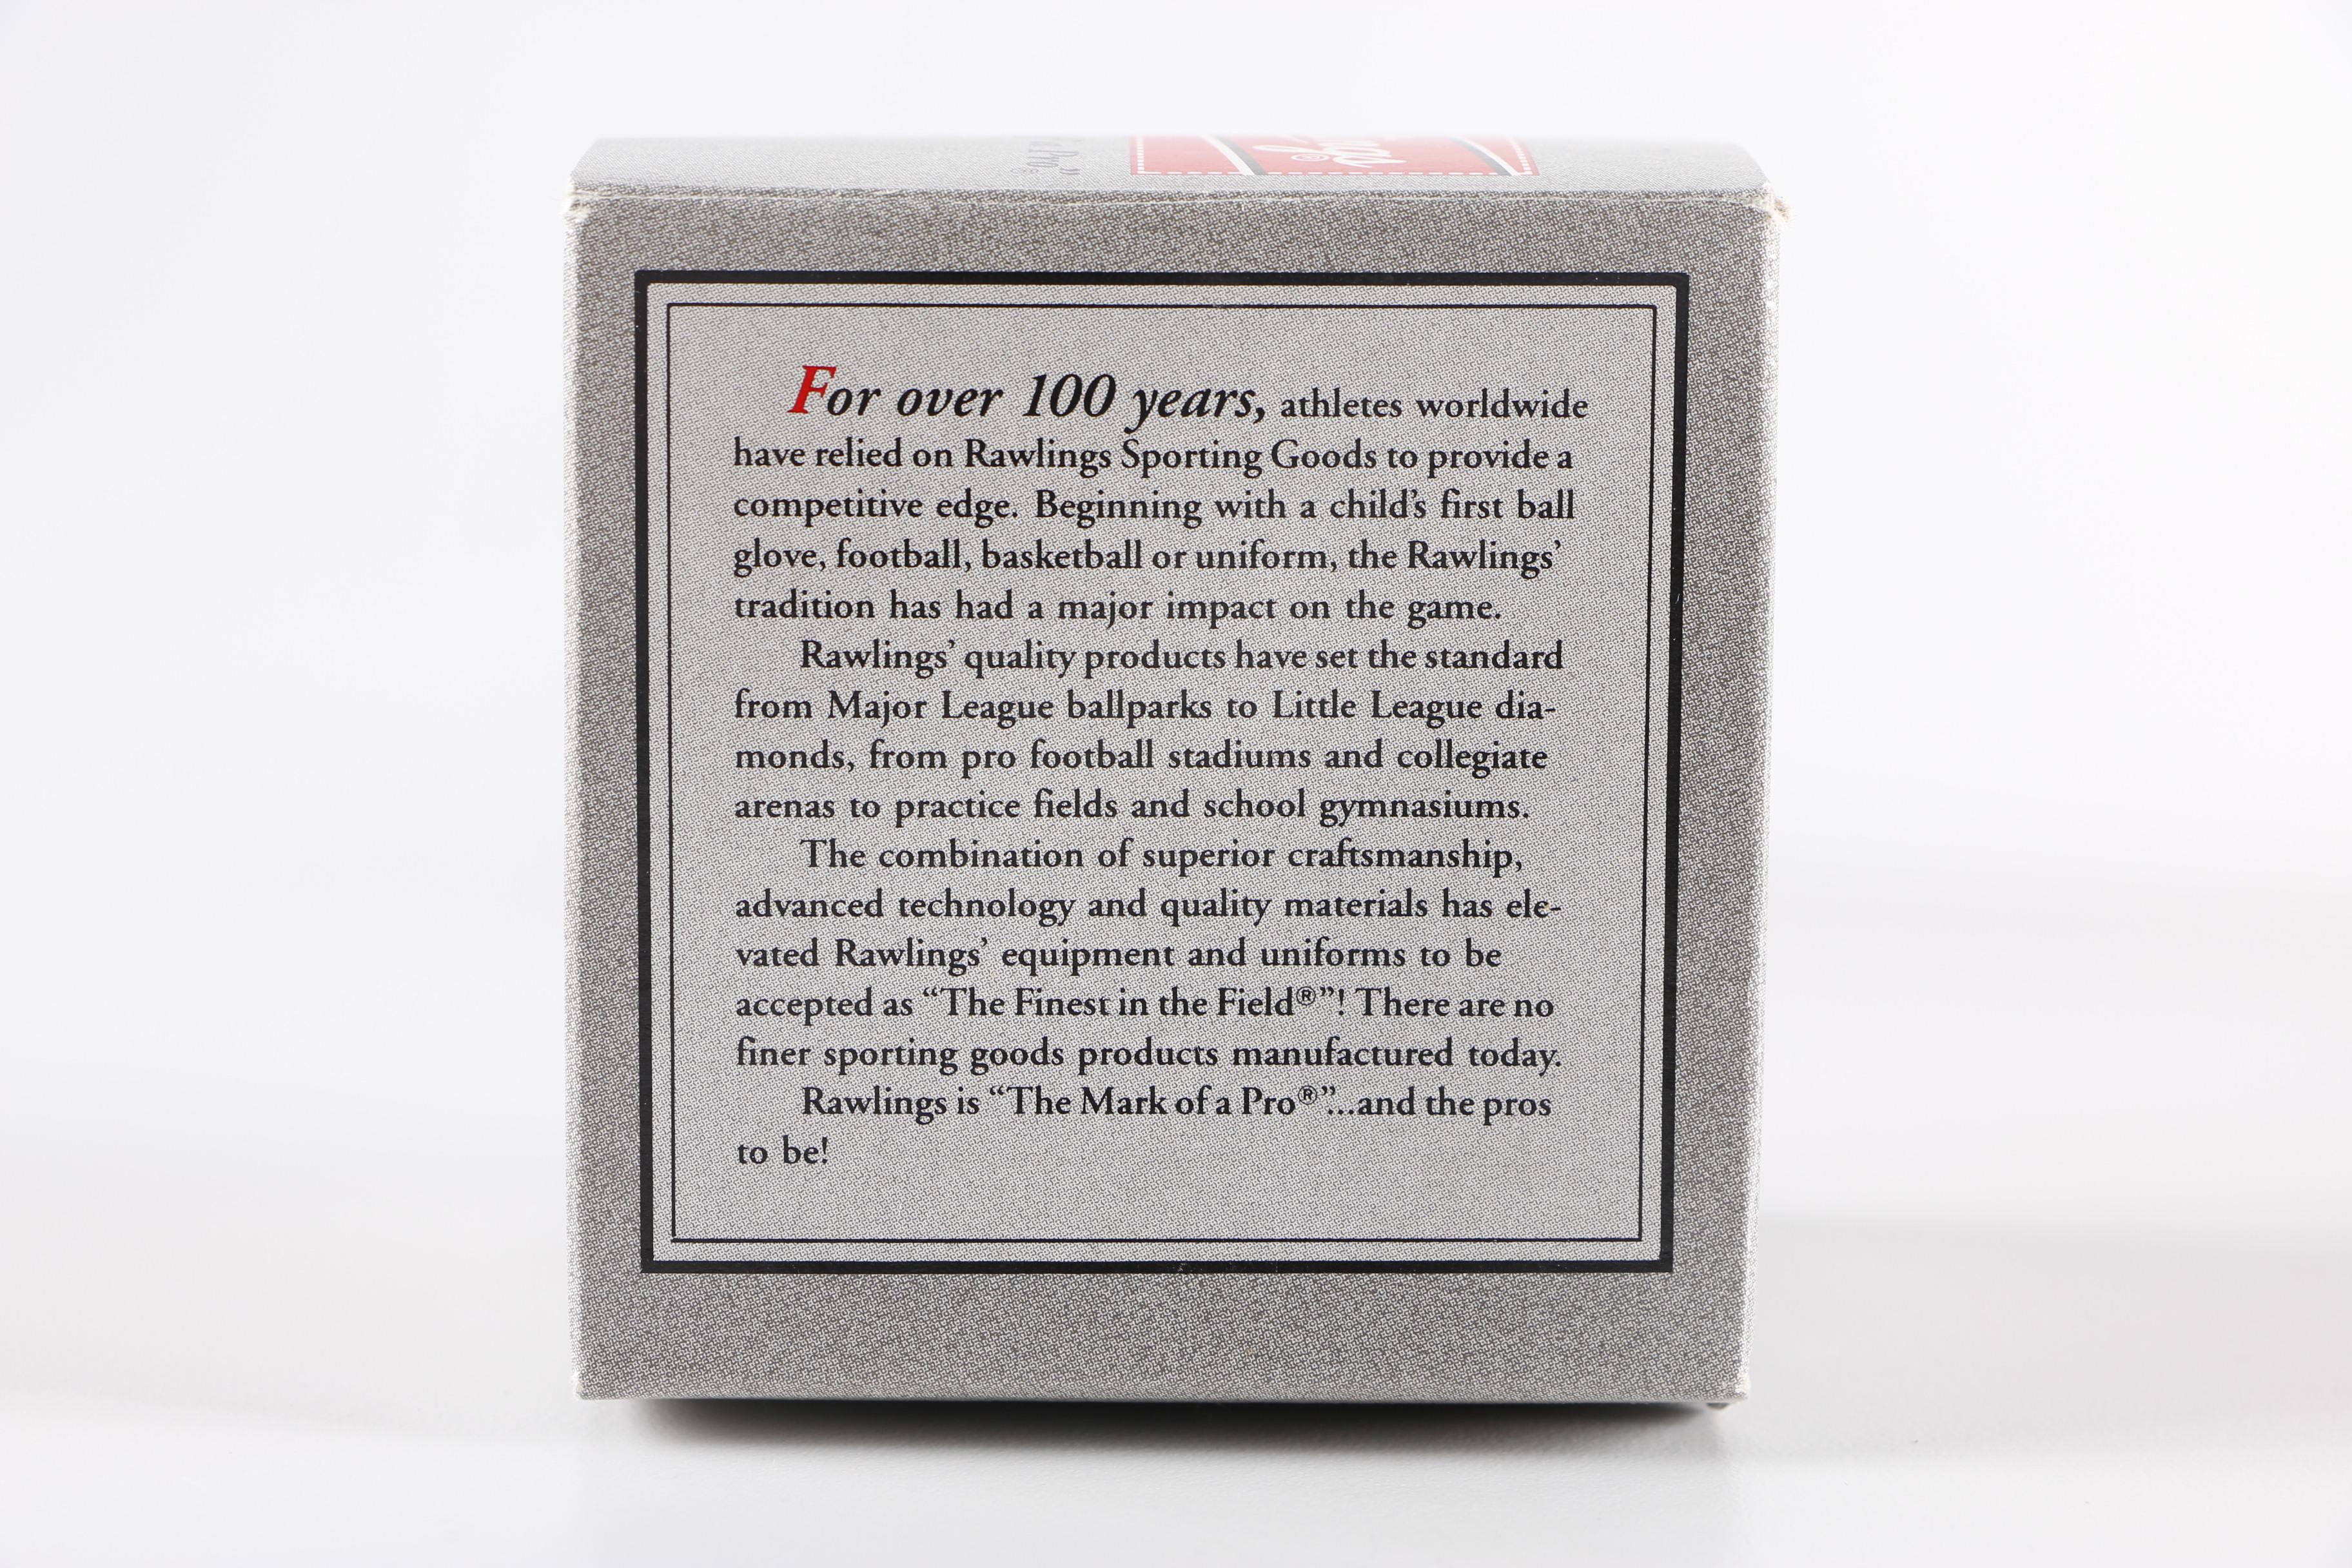 For over 100 years, athletes worldwide
have relied on Rawlings Sporting Goods to provide a
competitive edge. Beginning with a child's first ball
glove, football, basketball or uniform, the Rawlings'
tradition has had a major impact on the game.
Rawlings' quality products have set the standard
from Major League ballparks to Little League dia-
monds, from pro football stadiums and collegiate
arenas to practice fields and school gymnasiums.
The combination of superior craftsmanship,
advanced technology and quality materials has ele-
vated Rawlings' equipment and uniforms to be
accepted as “The Finest in the Field®”! There are no
finer sporting goods products manufactured today.
Rawlings is “The Mark of a Pro®”...and the pros
to be!